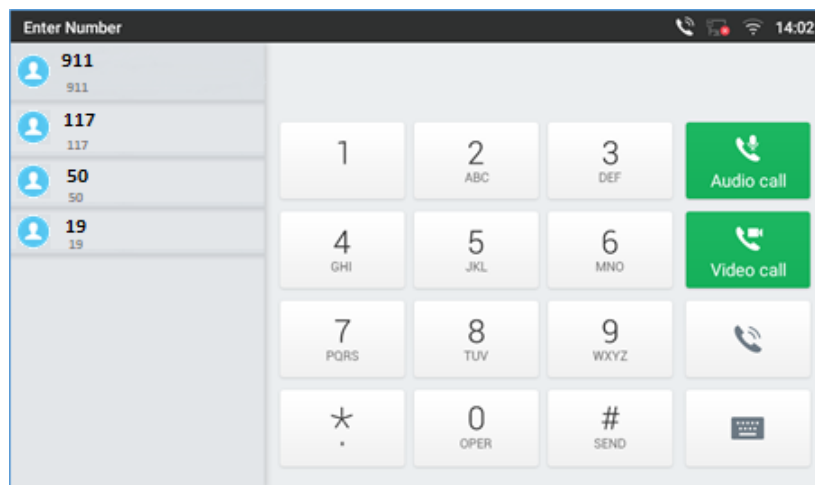 Enter Number
14:02
911
911
117
117
50
50
19
19
1
2
ABC
3
DEF
Audio call
4
GHI
5
JKL
6
MNO
Video call
7
PQRS
8
TUV
9
WXYZ
*
.
0
OPER
#
SEND